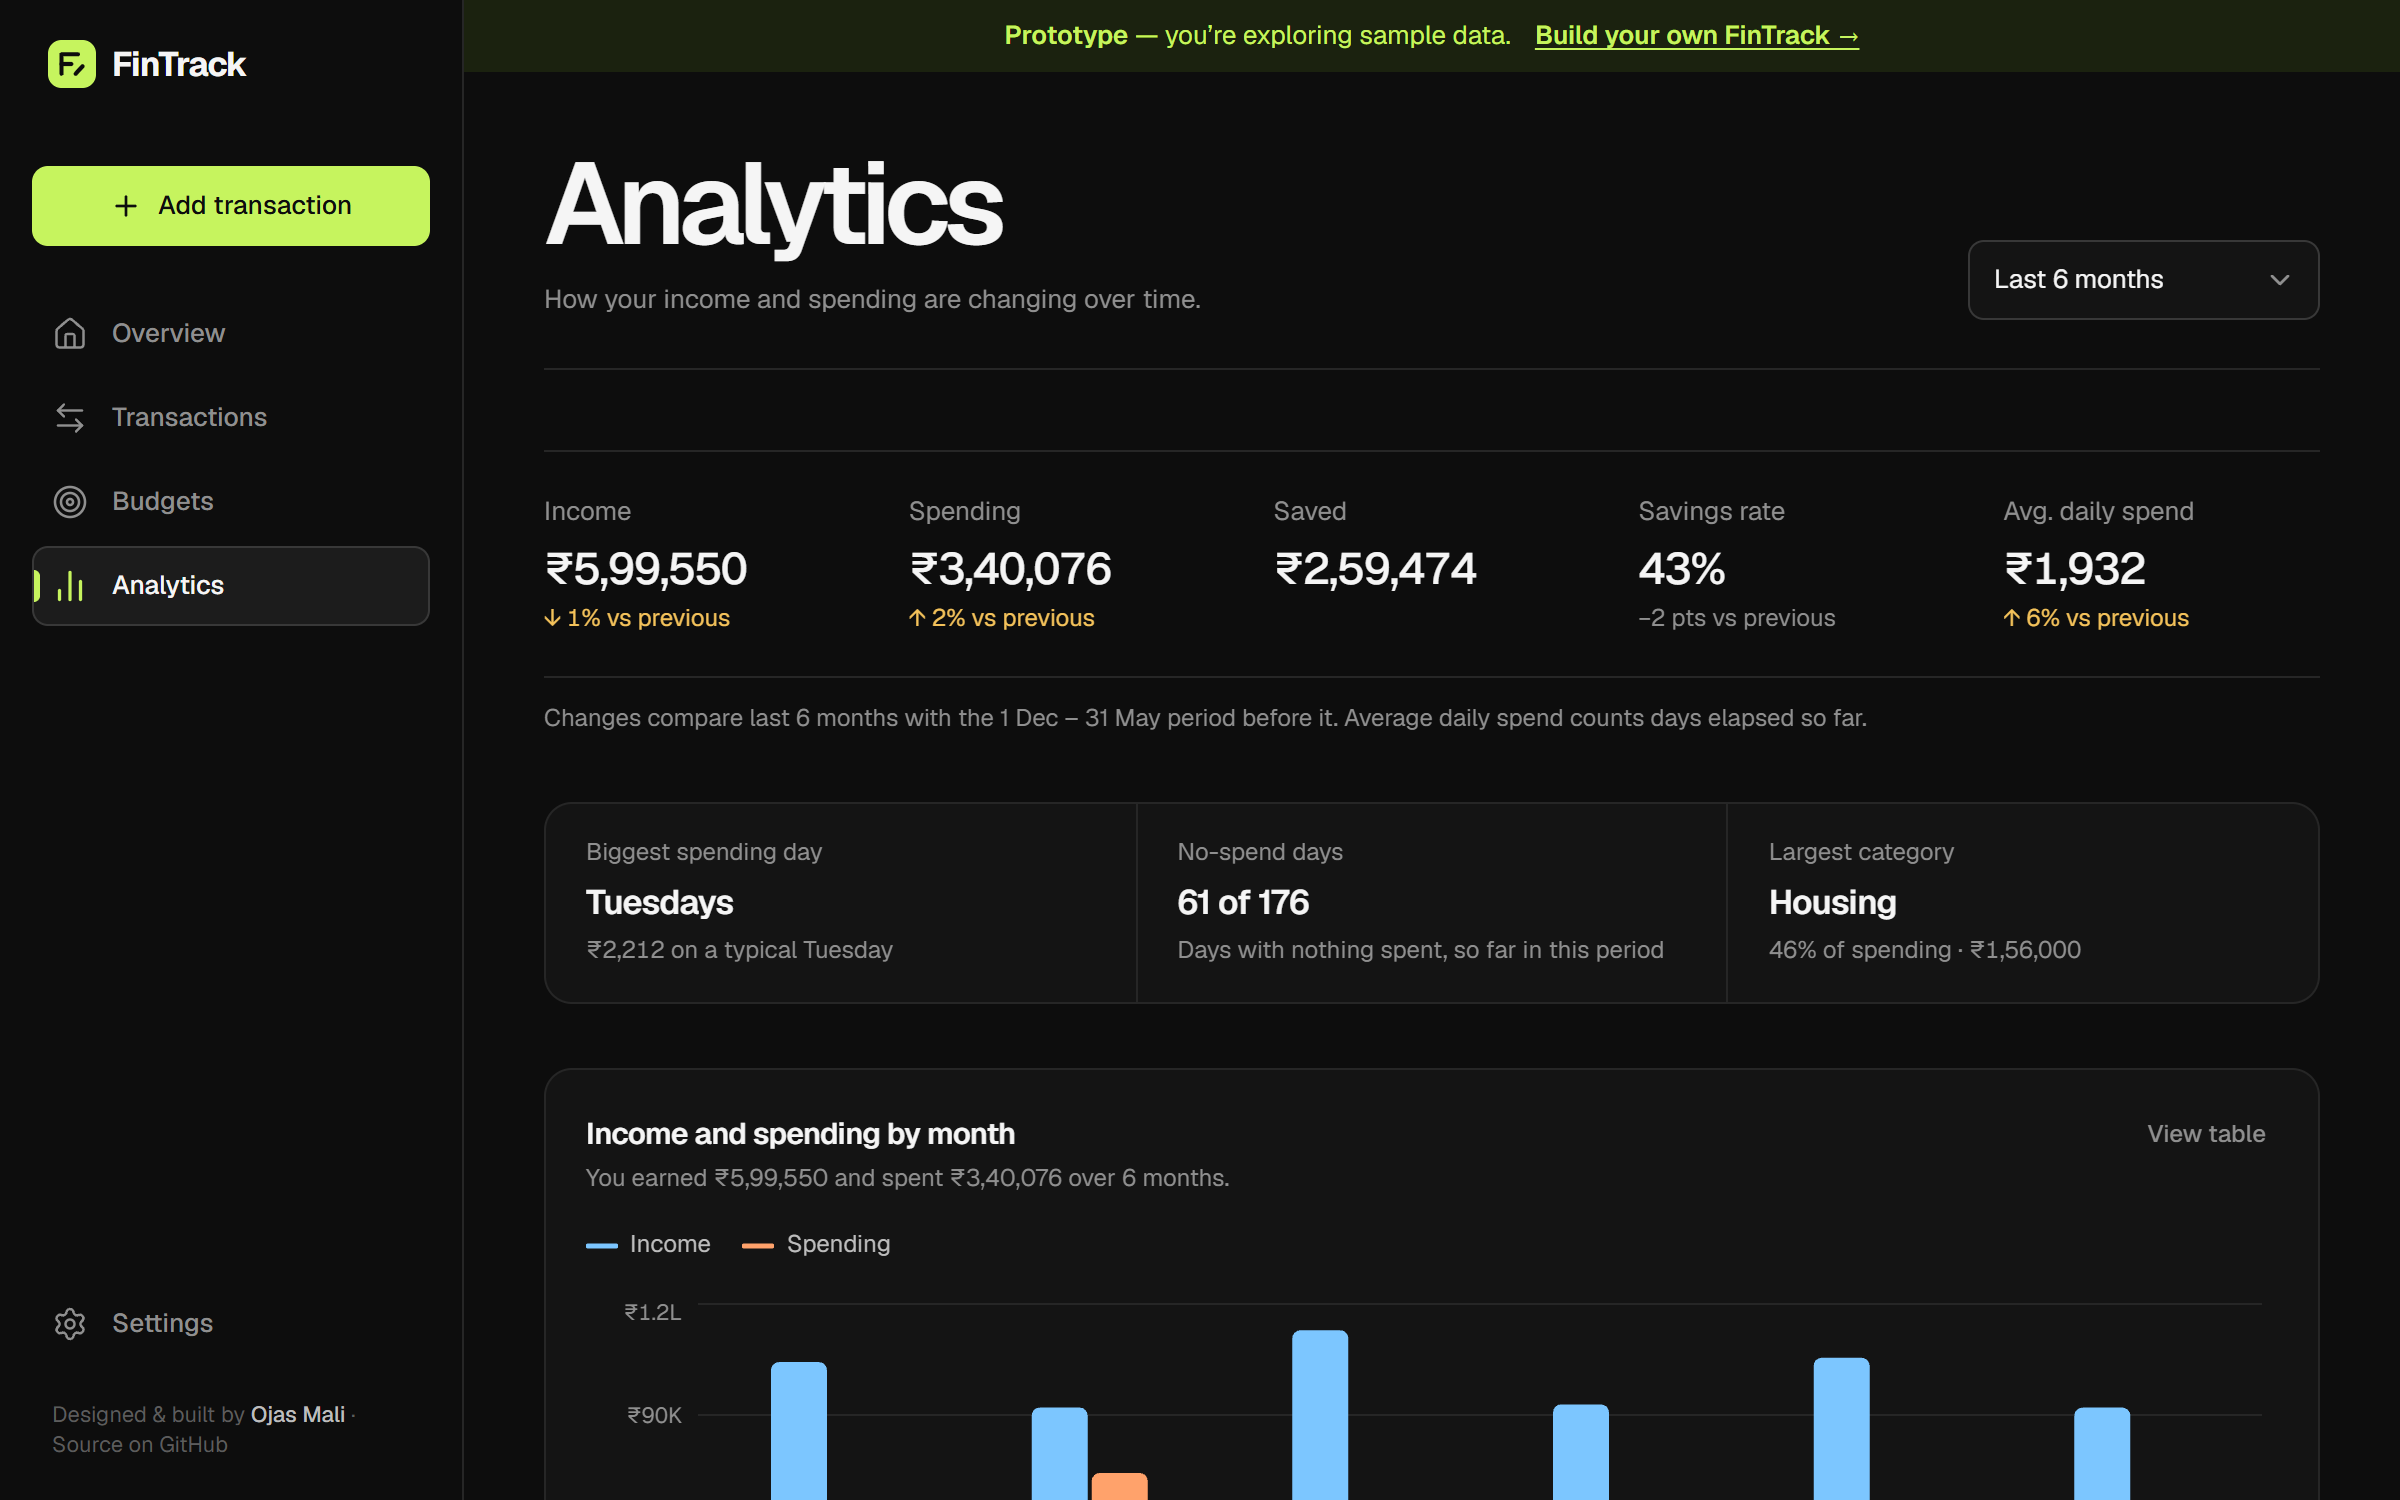 FinTrack
Add transaction
Overview
Transactions
Budgets
Analytics
Settings
Designed & built by Ojas Mali ·
Source on GitHub
Prototype — you’re exploring sample data. Build your own FinTrack →
Analytics
How your income and spending are changing over time.
Last 6 months
Income
₹5,99,550
↓ 1% vs previous
Spending
₹3,40,076
↑ 2% vs previous
Saved
₹2,59,474
Savings rate
43%
−2 pts vs previous
Avg. daily spend
₹1,932
↑ 6% vs previous
Changes compare last 6 months with the 1 Dec – 31 May period before it. Average daily spend counts days elapsed so far.
Biggest spending day
Tuesdays
₹2,212 on a typical Tuesday
No-spend days
61 of 176
Days with nothing spent, so far in this period
Largest category
Housing
46% of spending · ₹1,56,000
Income and spending by month
View table
You earned ₹5,99,550 and spent ₹3,40,076 over 6 months.
Income
Spending
₹1.2L
₹90K